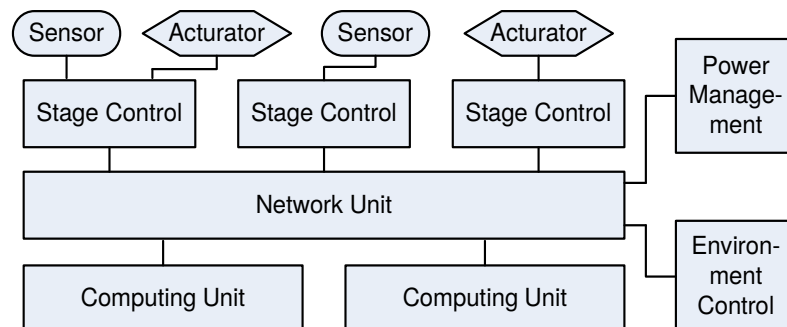 Sensor
Acturator
Sensor
Acturator
Stage Control
Stage Control
Stage Control
Power
Manage-
ment
Network Unit
Environ-
ment
Control
Computing Unit
Computing Unit